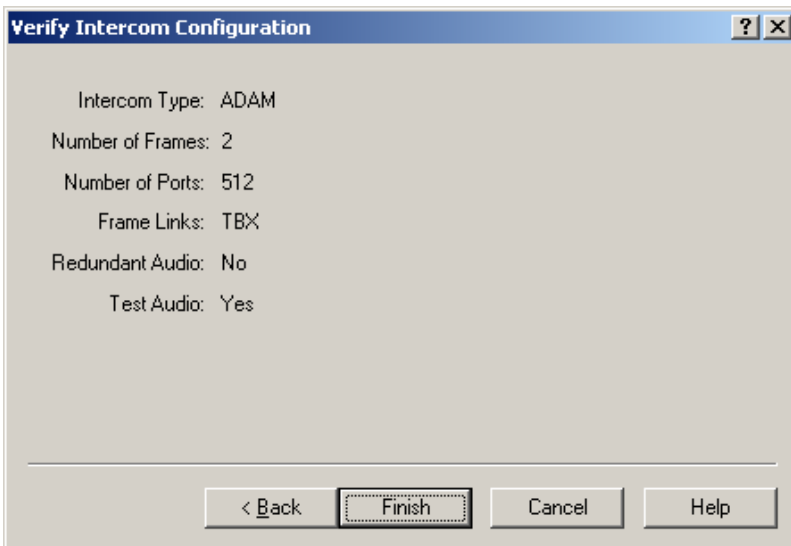 Verify Intercom Configuration
Intercom Type: ADAM
Number of Frames: 2
Number of Ports: 512
Frame Links: TBX
Redundant Audio: No
Test Audio: Yes
< Back Finish Cancel Help